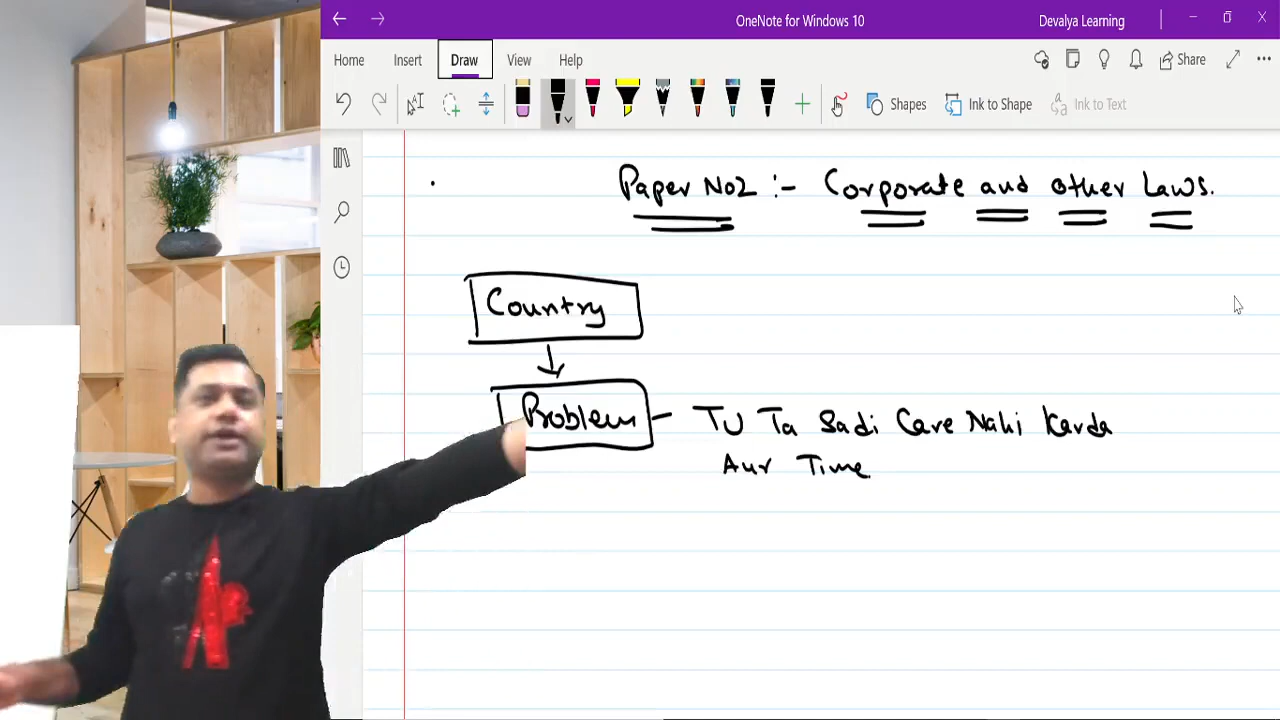 OneNote for Windows 10
Devalya Learning
Home
Insert
Draw
View
Help
Share
Shapes
Ink to Shape
Ink to Text
Paper No2 :- Corporate and other Laws.
Country
Problem - TU Ta Sadi Care Nahi Karda
Aur Time